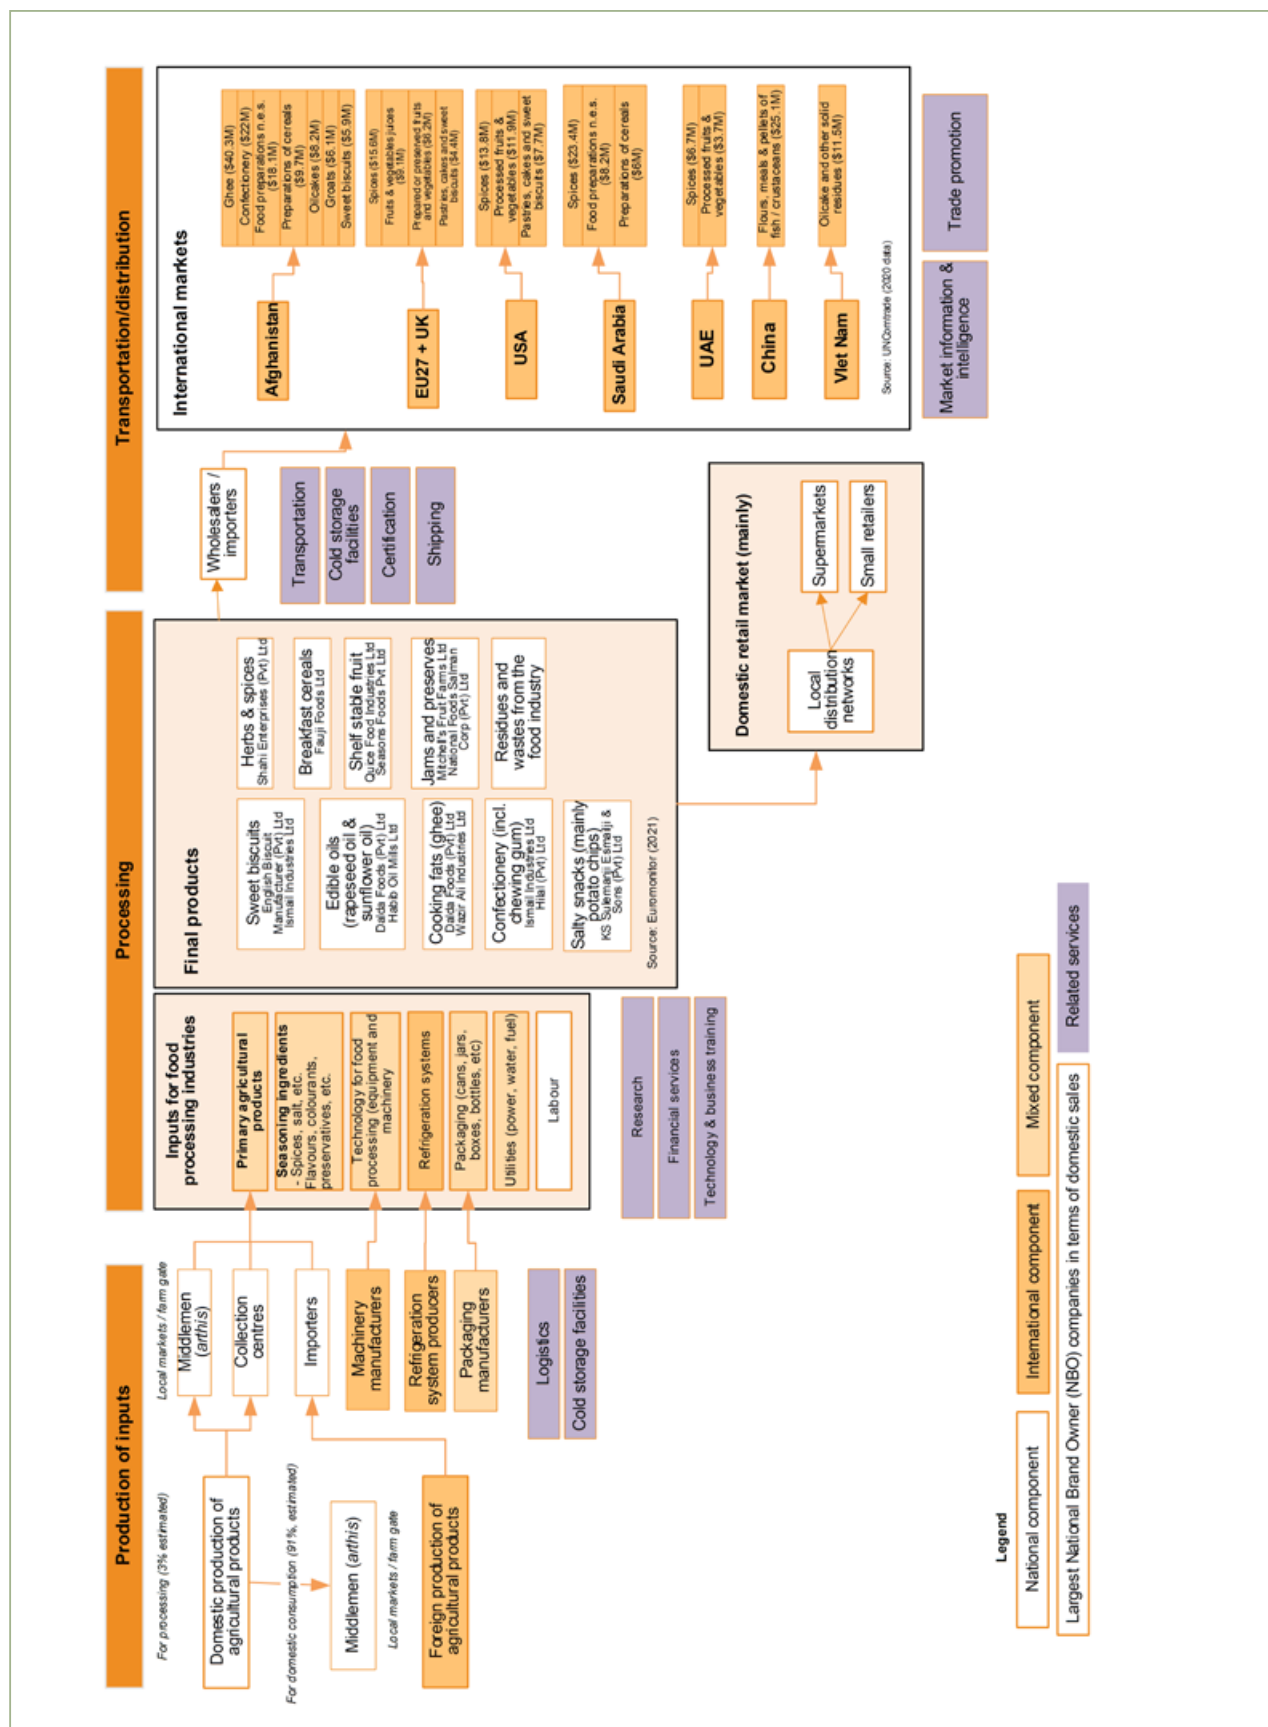 Production of inputs
Processing
Transportation/distribution
For processing (3% estimated)
Domestic production of
agricultural products
For domestic consumption (91%, estimated)
Middlemen (arthis)
Local markets / farm gate
Foreign production of
agricultural products
Local markets / farm gate
Middlemen
(arthis)
Collection
centres
Importers
Machinery
manufacturers
Refrigeration
system producers
Packaging
manufacturers
Logistics
Cold storage facilities
Inputs for food
processing industries
Primary agricultural
products
Seasoning ingredients
- Spices, salt, etc.
Flavours, colourants,
preservatives, etc.
Technology for food
processing (equipment and
machinery
Refrigeration systems
Packaging (cans, jars,
boxes, bottles, etc)
Utilities (power, water, fuel)
Labour
Research
Financial services
Technology & business training
Final products
Sweet biscuits
English Biscuit
Manufacturer (Pvt) Ltd
Ismail Industries Ltd
Edible oils
(rapeseed oil &
sunflower oil)
Dalda Foods (Pvt) Ltd
Habib Oil Mills Ltd
Cooking fats (ghee)
Dalda Foods (Pvt) Ltd
Wazir Ali Industries Ltd
Confectionery (incl.
chewing gum)
Ismail Industries Ltd
Hilal (Pvt) Ltd
Salty snacks (mainly
potato chips)
KS Sulemanji Esmailji &
Sons (Pvt) Ltd
Herbs & spices
Shahi Enterprises (Pvt) Ltd
Breakfast cereals
Fauji Foods Ltd
Shelf stable fruit
Quice Food Industries Ltd
Seasons Foods Pvt Ltd
Jams and preserves
Mitchell's Fruit Farms Ltd
National Foods Salman
Corp (Pvt) Ltd
Residues and
wastes from the
food industry
Source: Euromonitor (2021)
Wholesalers /
importers
Transportation
Cold storage
facilities
Certification
Shipping
Domestic retail market (mainly)
Local
distribution
networks
Supermarkets
Small retailers
International markets
Afghanistan
Ghee ($40.3M)
Confectionery ($22M)
Food preparations n.e.s.
($18.1M)
Preparations of cereals
($9.7M)
Oilcakes ($8.2M)
Groats ($6.1M)
Sweet biscuits ($5.9M)
EU27 + UK
Spices ($15.6M)
Fruits & vegetables juices
($9.1M)
Prepared or preserved fruits
and vegetables ($6.2M)
Pastries, cakes and sweet
biscuits ($4.4M)
USA
Spices ($13.8M)
Processed fruits &
vegetables ($11.9M)
Pastries, cakes and sweet
biscuits ($7.7M)
Saudi Arabia
Spices ($23.4M)
Food preparations n.e.s.
($8.2M)
Preparations of cereals
($6M)
UAE
Spices ($6.7M)
Processed fruits &
vegetables ($3.7M)
China
Flours, meals & pellets of
fish / crustaceans ($25.1M)
Viet Nam
Oilcake and other solid
residues ($11.5M)
Source: UNComtrade (2020 data)
Market information &
intelligence
Trade promotion
Legend
National component
International component
Mixed component
Largest National Brand Owner (NBO) companies in terms of domestic sales
Related services